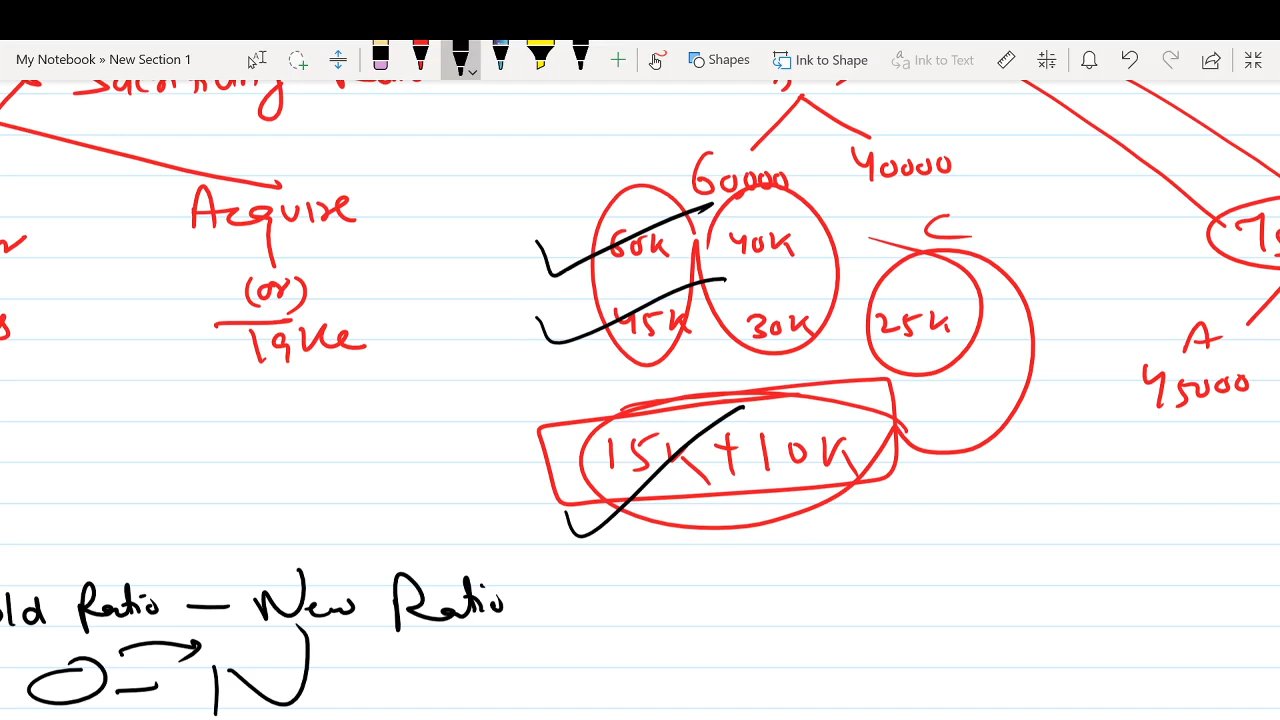 My Notebook » New Section 1
Shapes
Ink to Shape
Ink to Text
60000
40000
Acquire
(or)
Take
60K 40K
C
45K 30K 25K
A
45000
15K + 10K
old Ratio — New Ratio
O – N